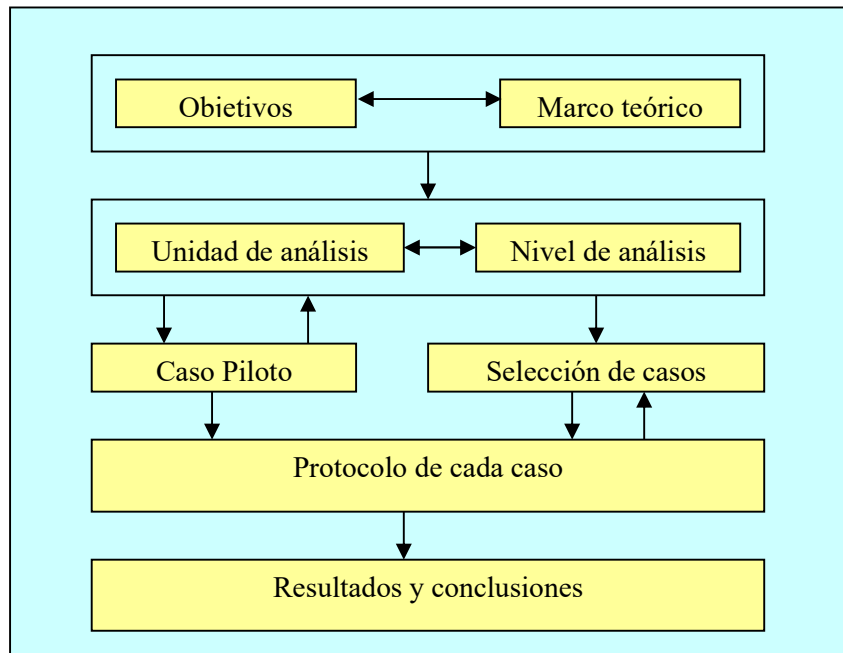 Objetivos
Marco teórico
Unidad de análisis
Nivel de análisis
Caso Piloto
Selección de casos
Protocolo de cada caso
Resultados y conclusiones